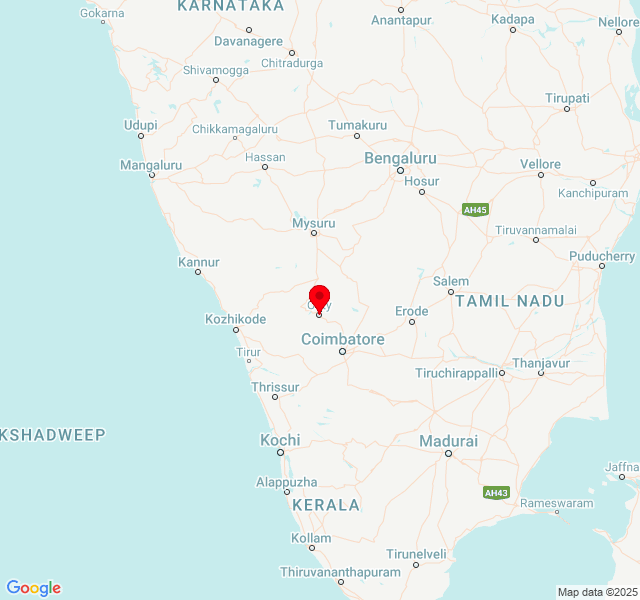 KARNATAKA
Gokarna
Anantapur
Kadapa
Nellore
Davanagere
Chitradurga
Shivamogga
Tirupati
Udupi
Chikkamagaluru
Tumakuru
Hassan
Bengaluru
Vellore
Mangaluru
Hosur
Kanchipuram
AH45
Mysuru
Tiruvannamalai
Puducherry
Kannur
Salem
TAMIL NADU
Erode
Kozhikode
Coimbatore
Tirur
Tiruchirappalli
Thanjavur
Thrissur
KSHADWEEP
Kochi
Madurai
Jaffna
Alappuzha
AH43
KERALA
Rameswaram
Kollam
Tirunelveli
Thiruvananthapuram
Google
Map data ©2025